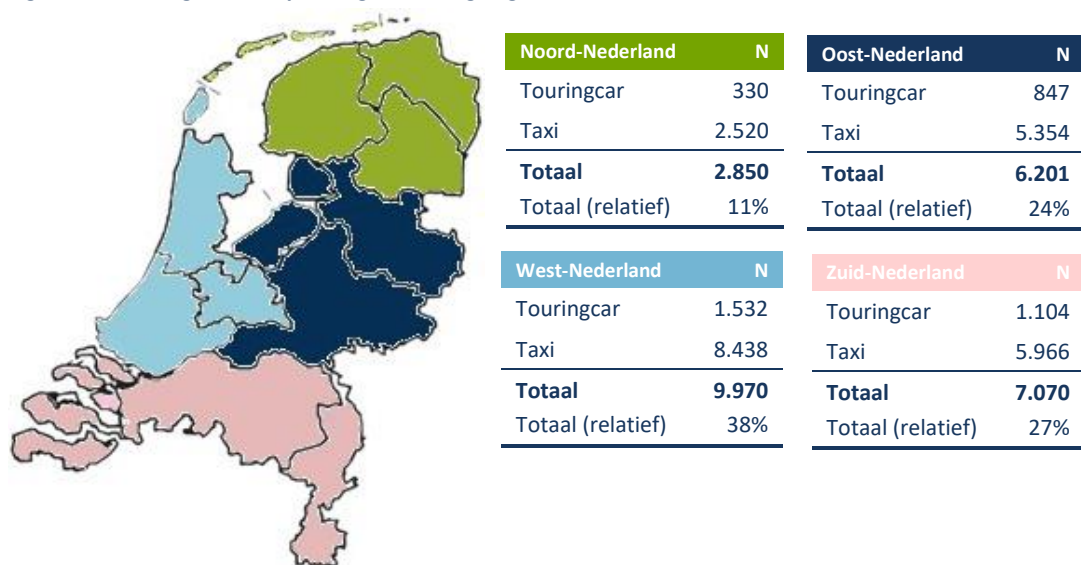 Noord-Nederland N
Touringcar 330
Taxi 2.520
Totaal 2.850
Totaal (relatief) 11%
Oost-Nederland N
Touringcar 847
Taxi 5.354
Totaal 6.201
Totaal (relatief) 24%
West-Nederland N
Touringcar 1.532
Taxi 8.438
Totaal 9.970
Totaal (relatief) 38%
Zuid-Nederland N
Touringcar 1.104
Taxi 5.966
Totaal 7.070
Totaal (relatief) 27%